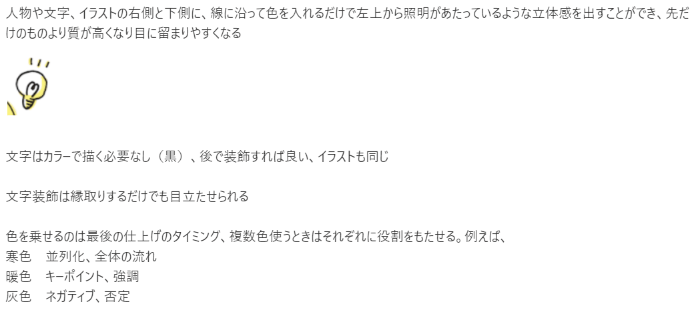 人物や文字、イラストの右側と下側に、線に沿って色を入れるだけで左上から照明があたっているような立体感を出すことができ、先だ
けのものより質が高くなり目に留まりやすくなる
文字はカラーで描く必要なし（黒）、後で装飾すれば良い、イラストも同じ
文字装飾は縁取りするだけでも目立たせられる
色を乗せるのは最後の仕上げのタイミング、複数色使うときはそれぞれに役割をもたせる。例えば、
寒色　並列化、全体の流れ
暖色　キーポイント、強調
灰色　ネガティブ、否定